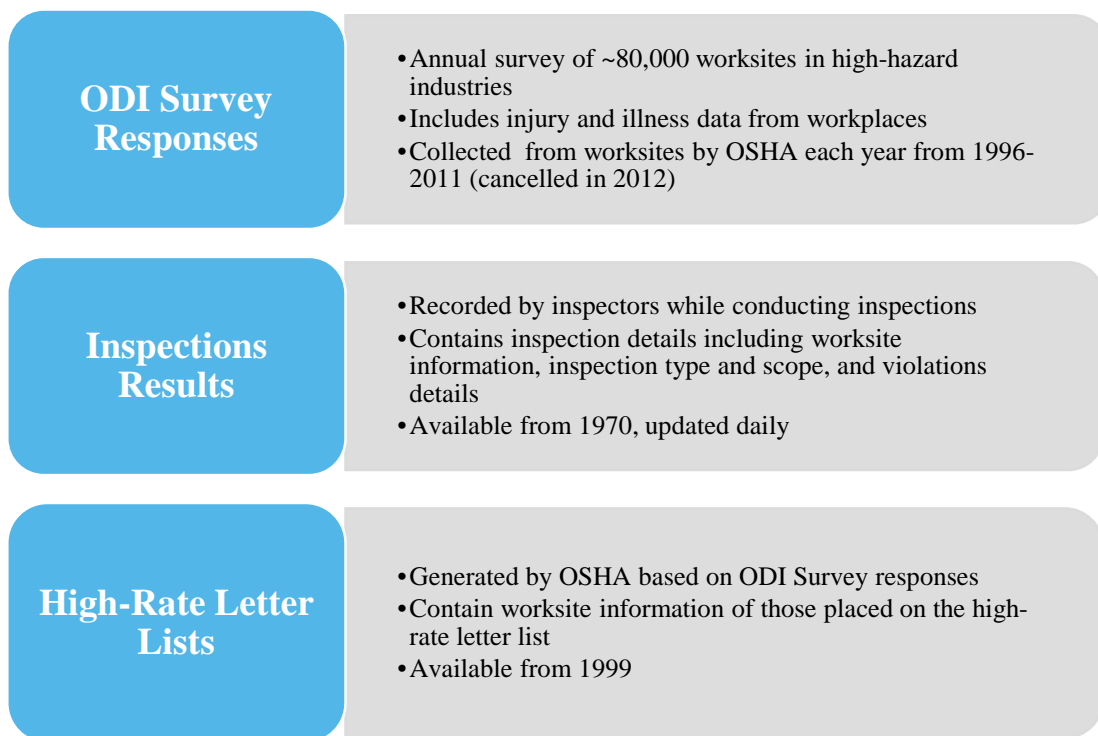 ODI Survey
Responses
•Annual survey of ~80,000 worksites in high-hazard
industries
•Includes injury and illness data from workplaces
•Collected from worksites by OSHA each year from 1996-
2011 (cancelled in 2012)
Inspections
Results
•Recorded by inspectors while conducting inspections
•Contains inspection details including worksite
information, inspection type and scope, and violations
details
•Available from 1970, updated daily
High-Rate Letter
Lists
•Generated by OSHA based on ODI Survey responses
•Contain worksite information of those placed on the high-
rate letter list
•Available from 1999